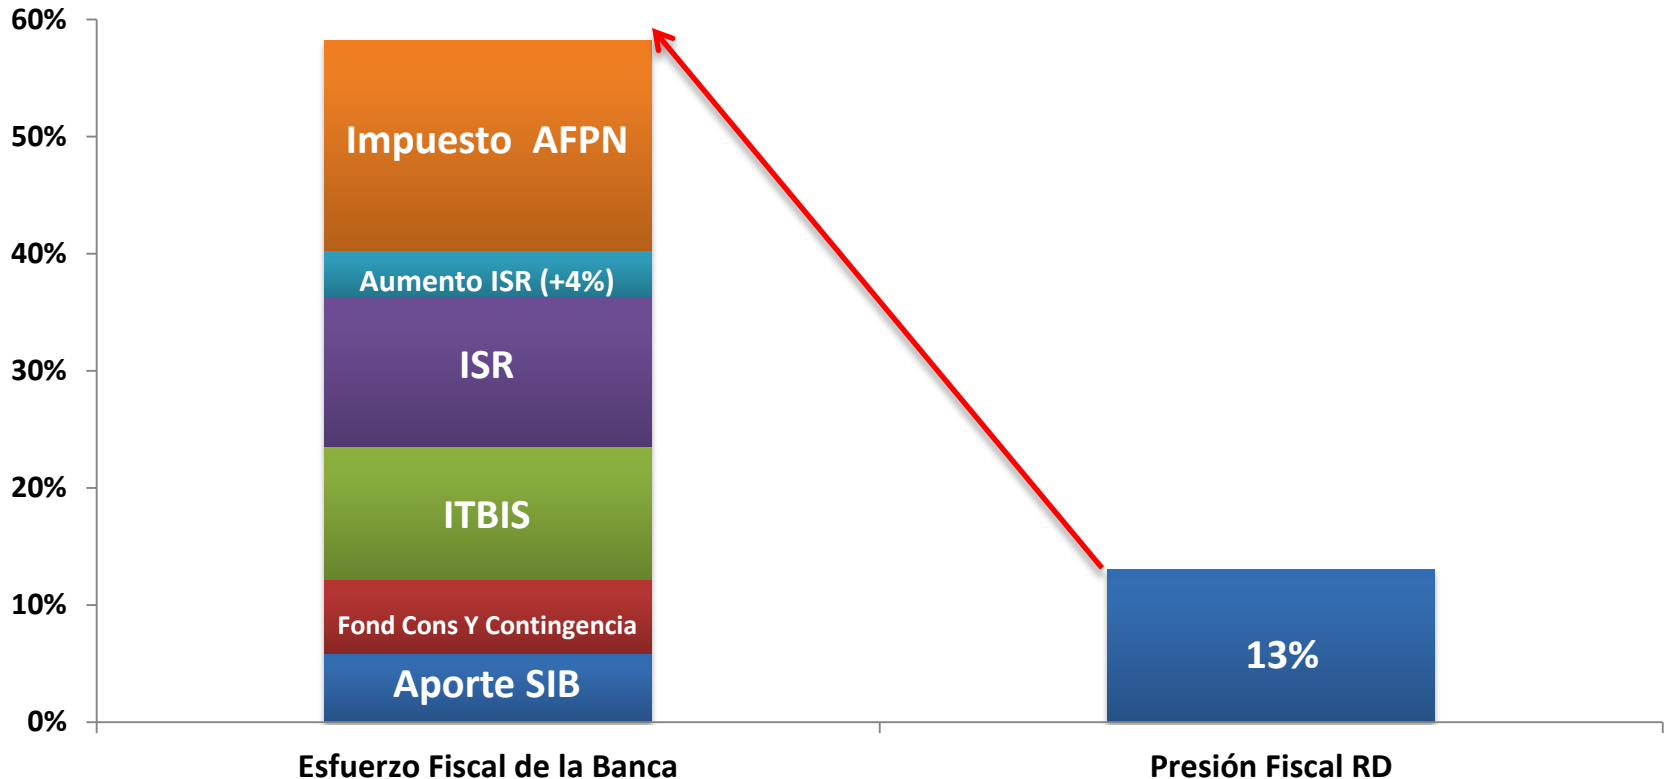 60%
50%
40%
30%
20%
10%
0%
Impuesto AFPN
Aumento ISR (+4%)
ISR
ITBIS
Fond Cons Y Contingencia
Aporte SIB
13%
Esfuerzo Fiscal de la Banca
Presión Fiscal RD